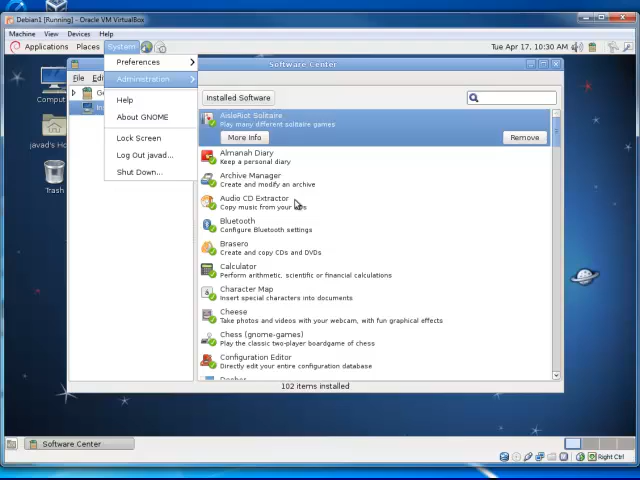 Debian1 [Running] - Oracle VM VirtualBox
Machine View Devices Help
Applications Places System
Tue Apr 17, 10:30 AM
Software Center
File
Preferences
Administration
Help
About GNOME
Lock Screen
Log Out javad...
Shut Down...
Installed Software
AisleRiot Solitaire
Play many different solitaire games
More Info
Remove
Almanah Diary
Keep a personal diary
Archive Manager
Create and modify an archive
Audio CD Extractor
Copy music from your
Bluetooth
Configure Bluetooth settings
Brasero
Create and copy CDs and DVDs
Calculator
Perform arithmetic, scientific or financial calculations
Character Map
Insert special characters into documents
Cheese
Take photos and videos with your webcam, with fun graphical effects
Chess (gnome-games)
Play the classic two-player boardgame of chess
Configuration Editor
Directly edit your entire configuration database
102 items installed
Comput
javad's Ho
Trash
Software Center
Right Ctrl